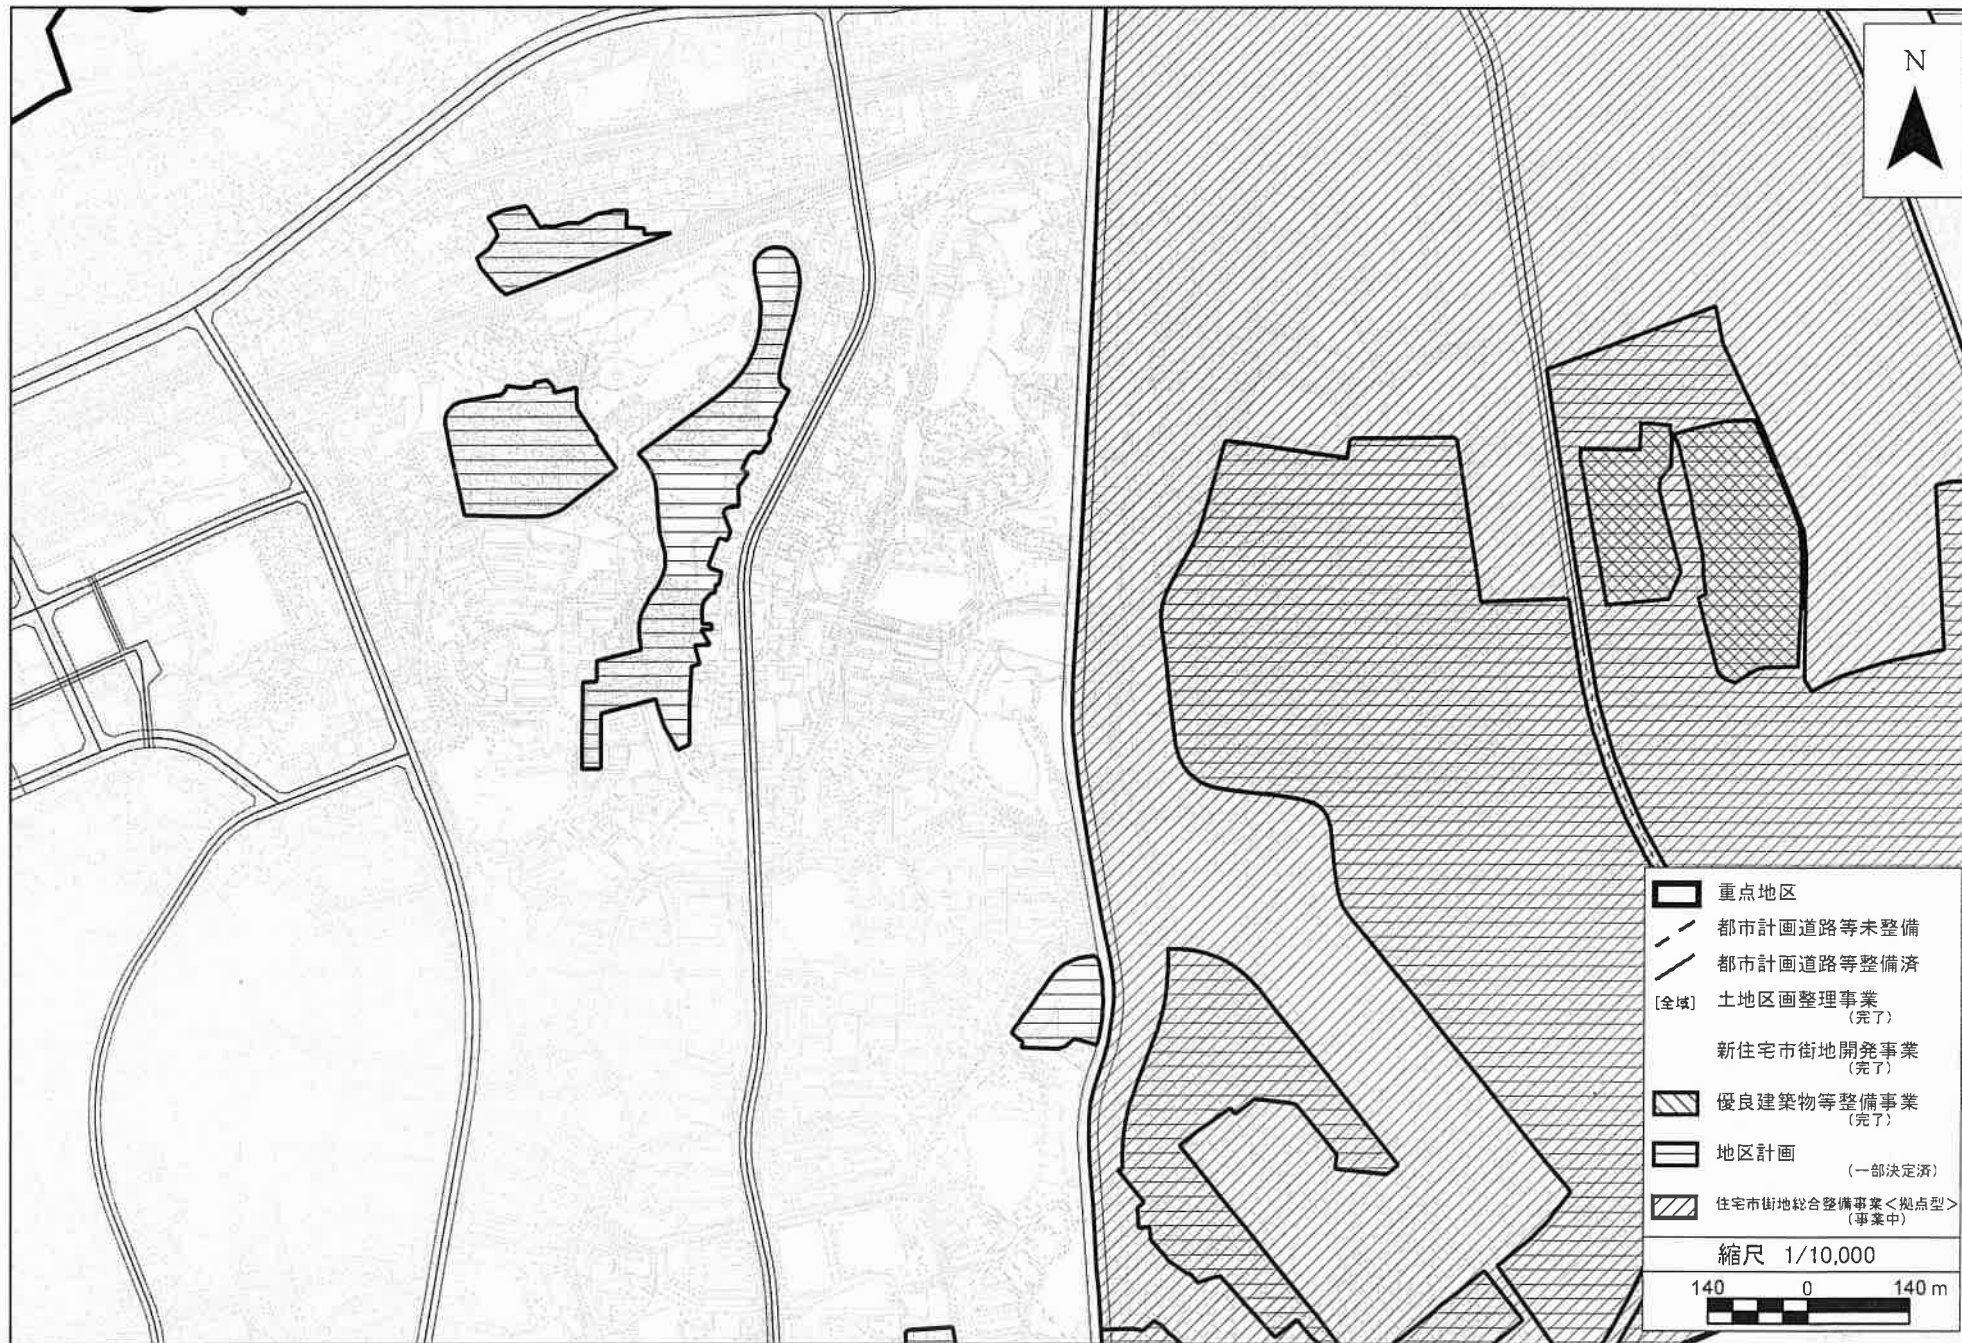 N
重点地区
都市計画道路等未整備
都市計画道路等整備済
[全域] 土地区画整理事業
(完了)
新住宅市街地開発事業
(完了)
優良建築物等整備事業
(完了)
地区計画
(一部決定済)
住宅市街地総合整備事業<拠点型>
(事業中)
縮尺 1/10,000
140 0 140 m